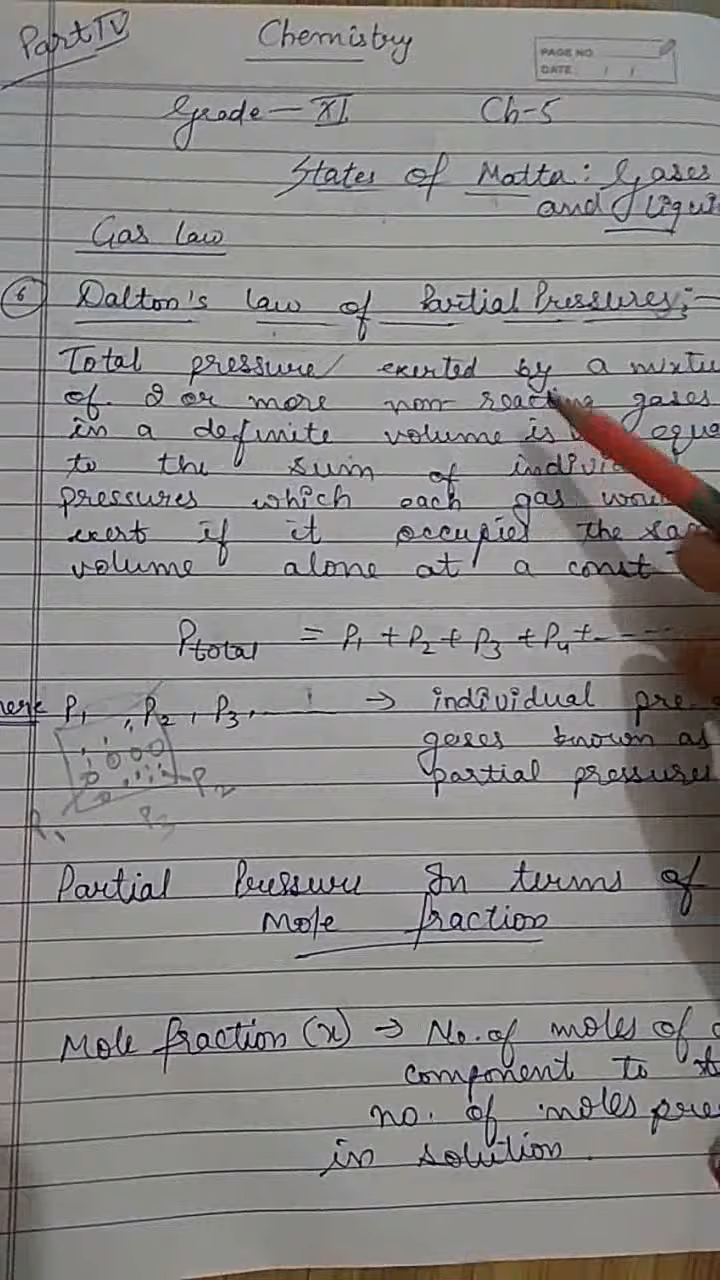 Part IV
Chemistry
PAGE NO
DATE / /
Grade — XI Ch-5
States of Matter: Gases
and Liqui
Gas law
6 Dalton's law of Partial Pressures:-
Total pressure exerted by a mixtu
of 2 or more non-reacting gases
in a definite volume is equa
to the sum of individ
pressures which each gas wou
exert if it occupied the sa
volume alone at a const T
Ptotal = P1 + P2 + P3 + P4 + -----
here P1, P2, P3, ..... → individual pre
gases known as
partial pressures
P2
P1
P3
Partial Pressure In terms of
Mole fraction
Mole fraction (x) → No. of moles of
component to
no. of moles pre
in solution.